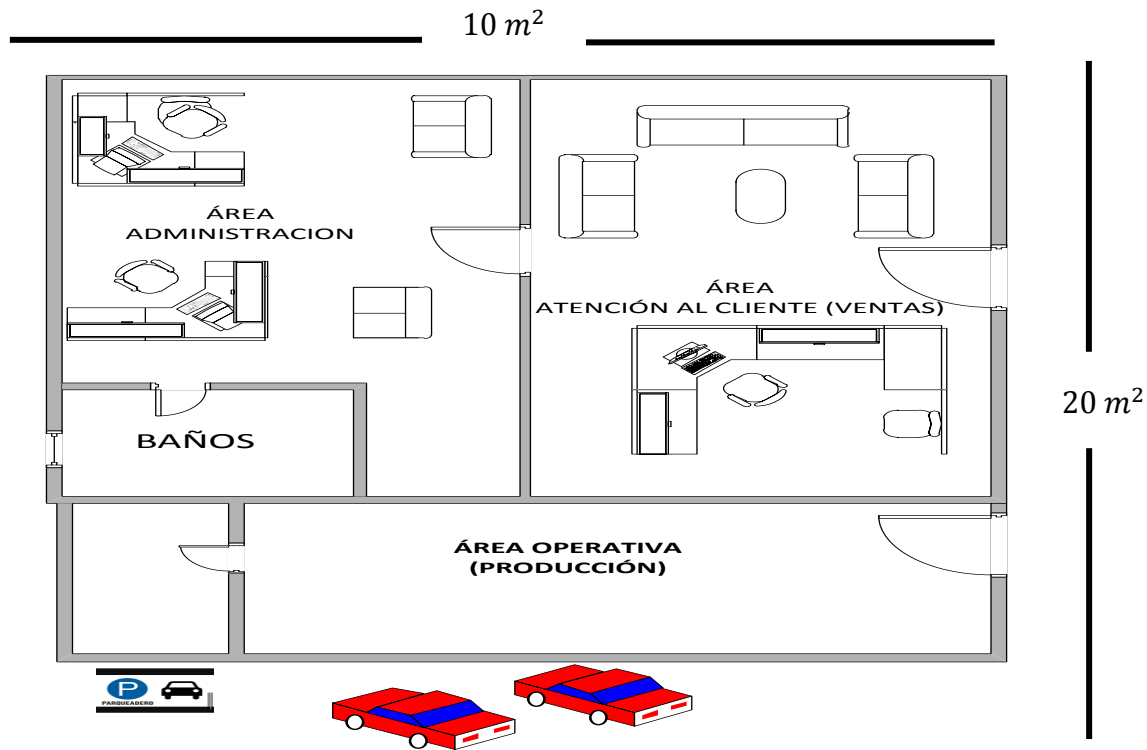 10 m²
ÁREA
ADMINISTRACION
ÁREA
ATENCIÓN AL CLIENTE (VENTAS)
20 m²
BAÑOS
ÁREA OPERATIVA
(PRODUCCIÓN)
P
PARQUEADERO